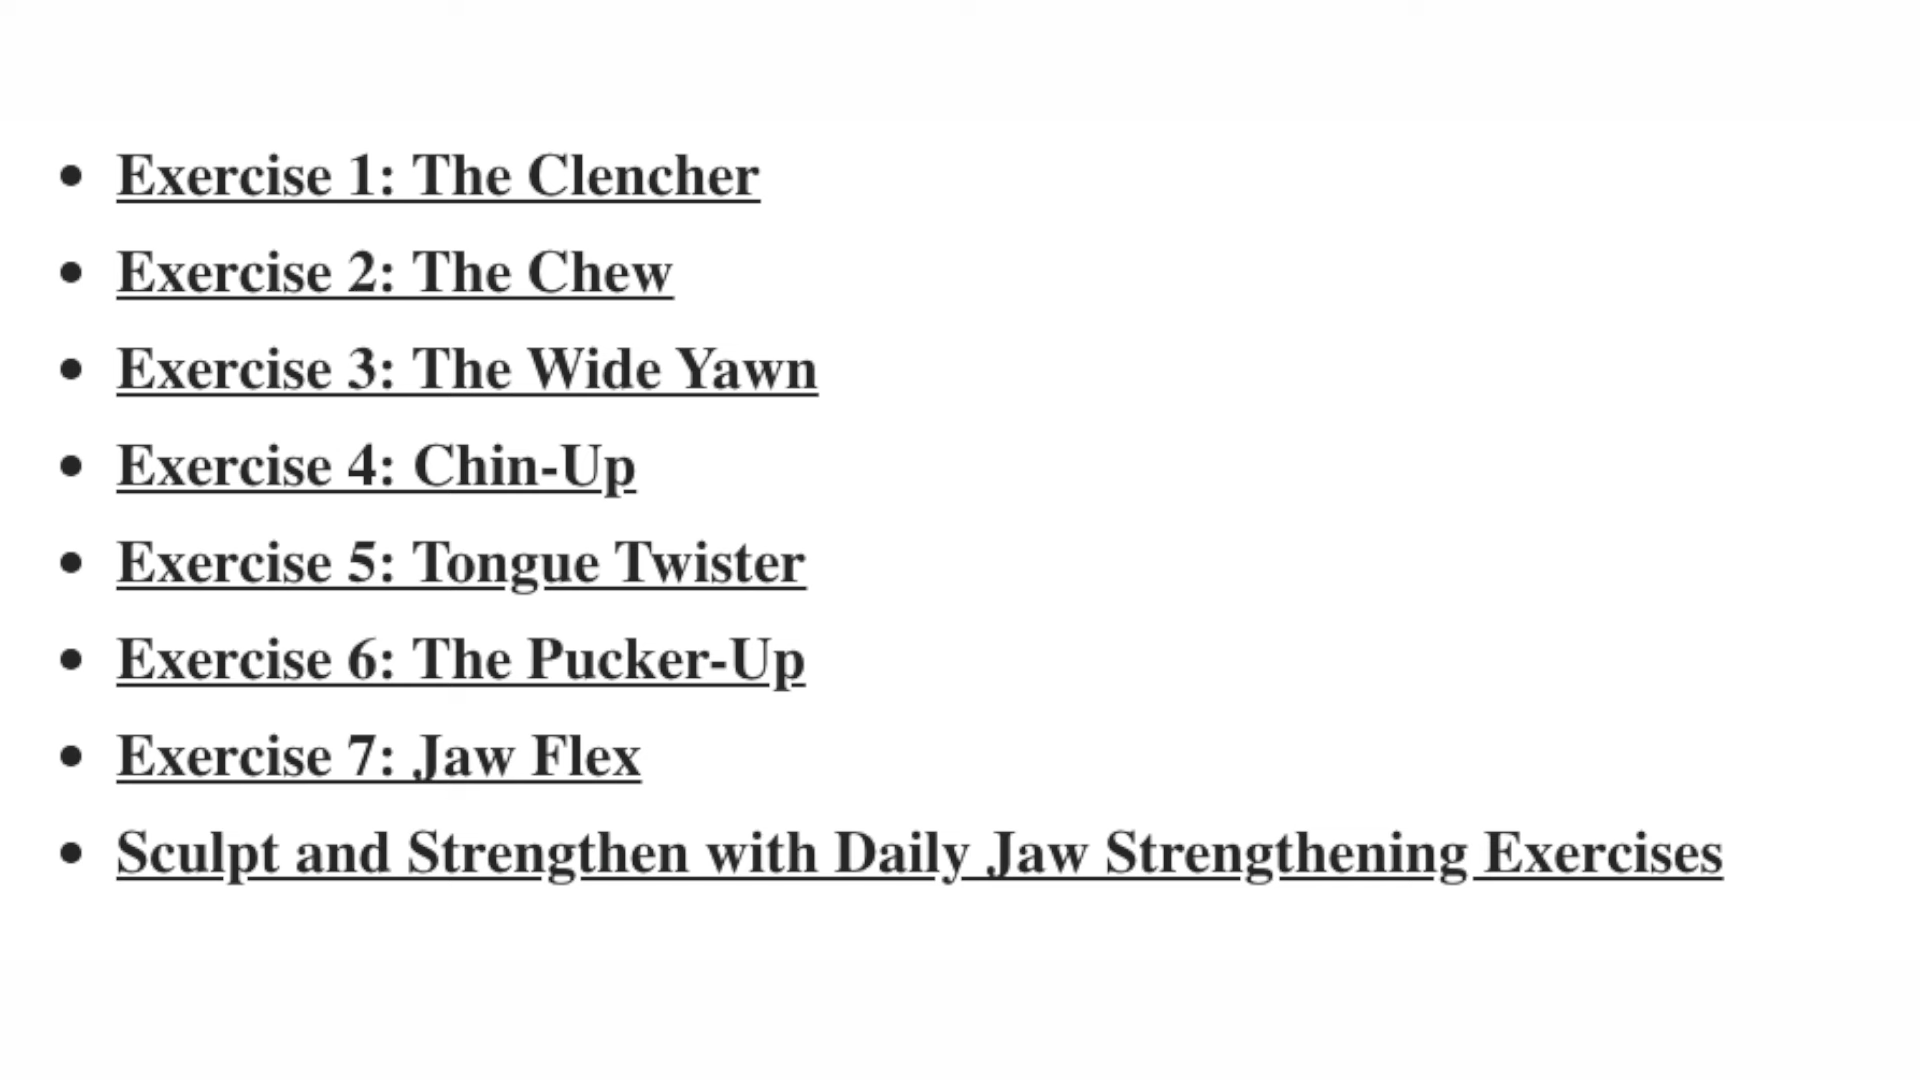 Exercise 1: The Clencher
Exercise 2: The Chew
Exercise 3: The Wide Yawn
Exercise 4: Chin-Up
Exercise 5: Tongue Twister
Exercise 6: The Pucker-Up
Exercise 7: Jaw Flex
Sculpt and Strengthen with Daily Jaw Strengthening Exercises